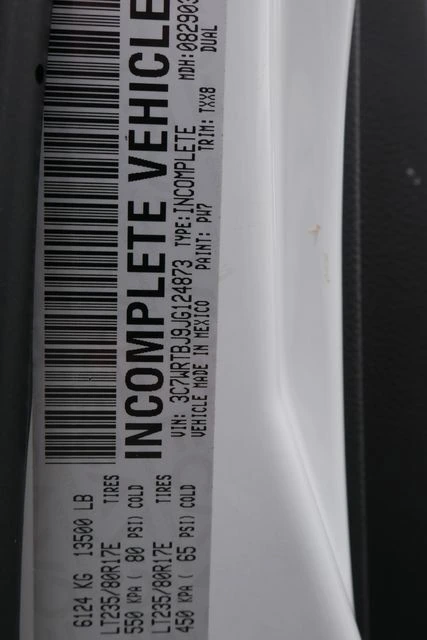 6124 KG 13500 LB
LT235/80R17E TIRES
550 KPA ( 80 PSI) COLD
LT235/80R17E TIRES
450 KPA ( 65 PSI) COLD
INCOMPLETE VEHICLE
VIN: 3C7WRTBJ9JG124873 TYPE: INCOMPLETE MDH: 082903
VEHICLE MADE IN MEXICO PAINT: PW7 TRIM: TXX8 DUAL